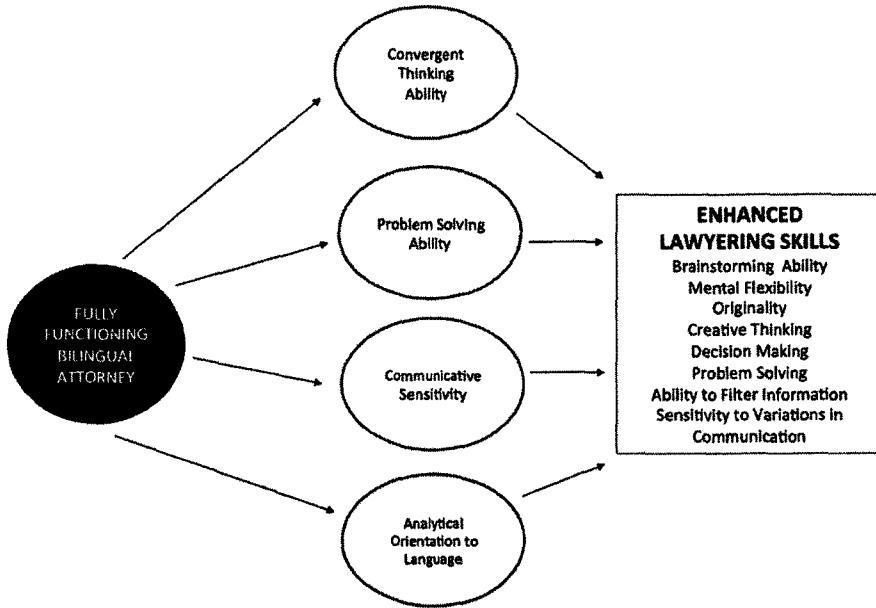 Convergent
Thinking
Ability
Problem Solving
Ability
FULLY
FUNCTIONING
BILINGUAL
ATTORNEY
Communicative
Sensitivity
Analytical
Orientation to
Language
ENHANCED
LAWYERING SKILLS
Brainstorming Ability
Mental Flexibility
Originality
Creative Thinking
Decision Making
Problem Solving
Ability to Filter Information
Sensitivity to Variations in
Communication